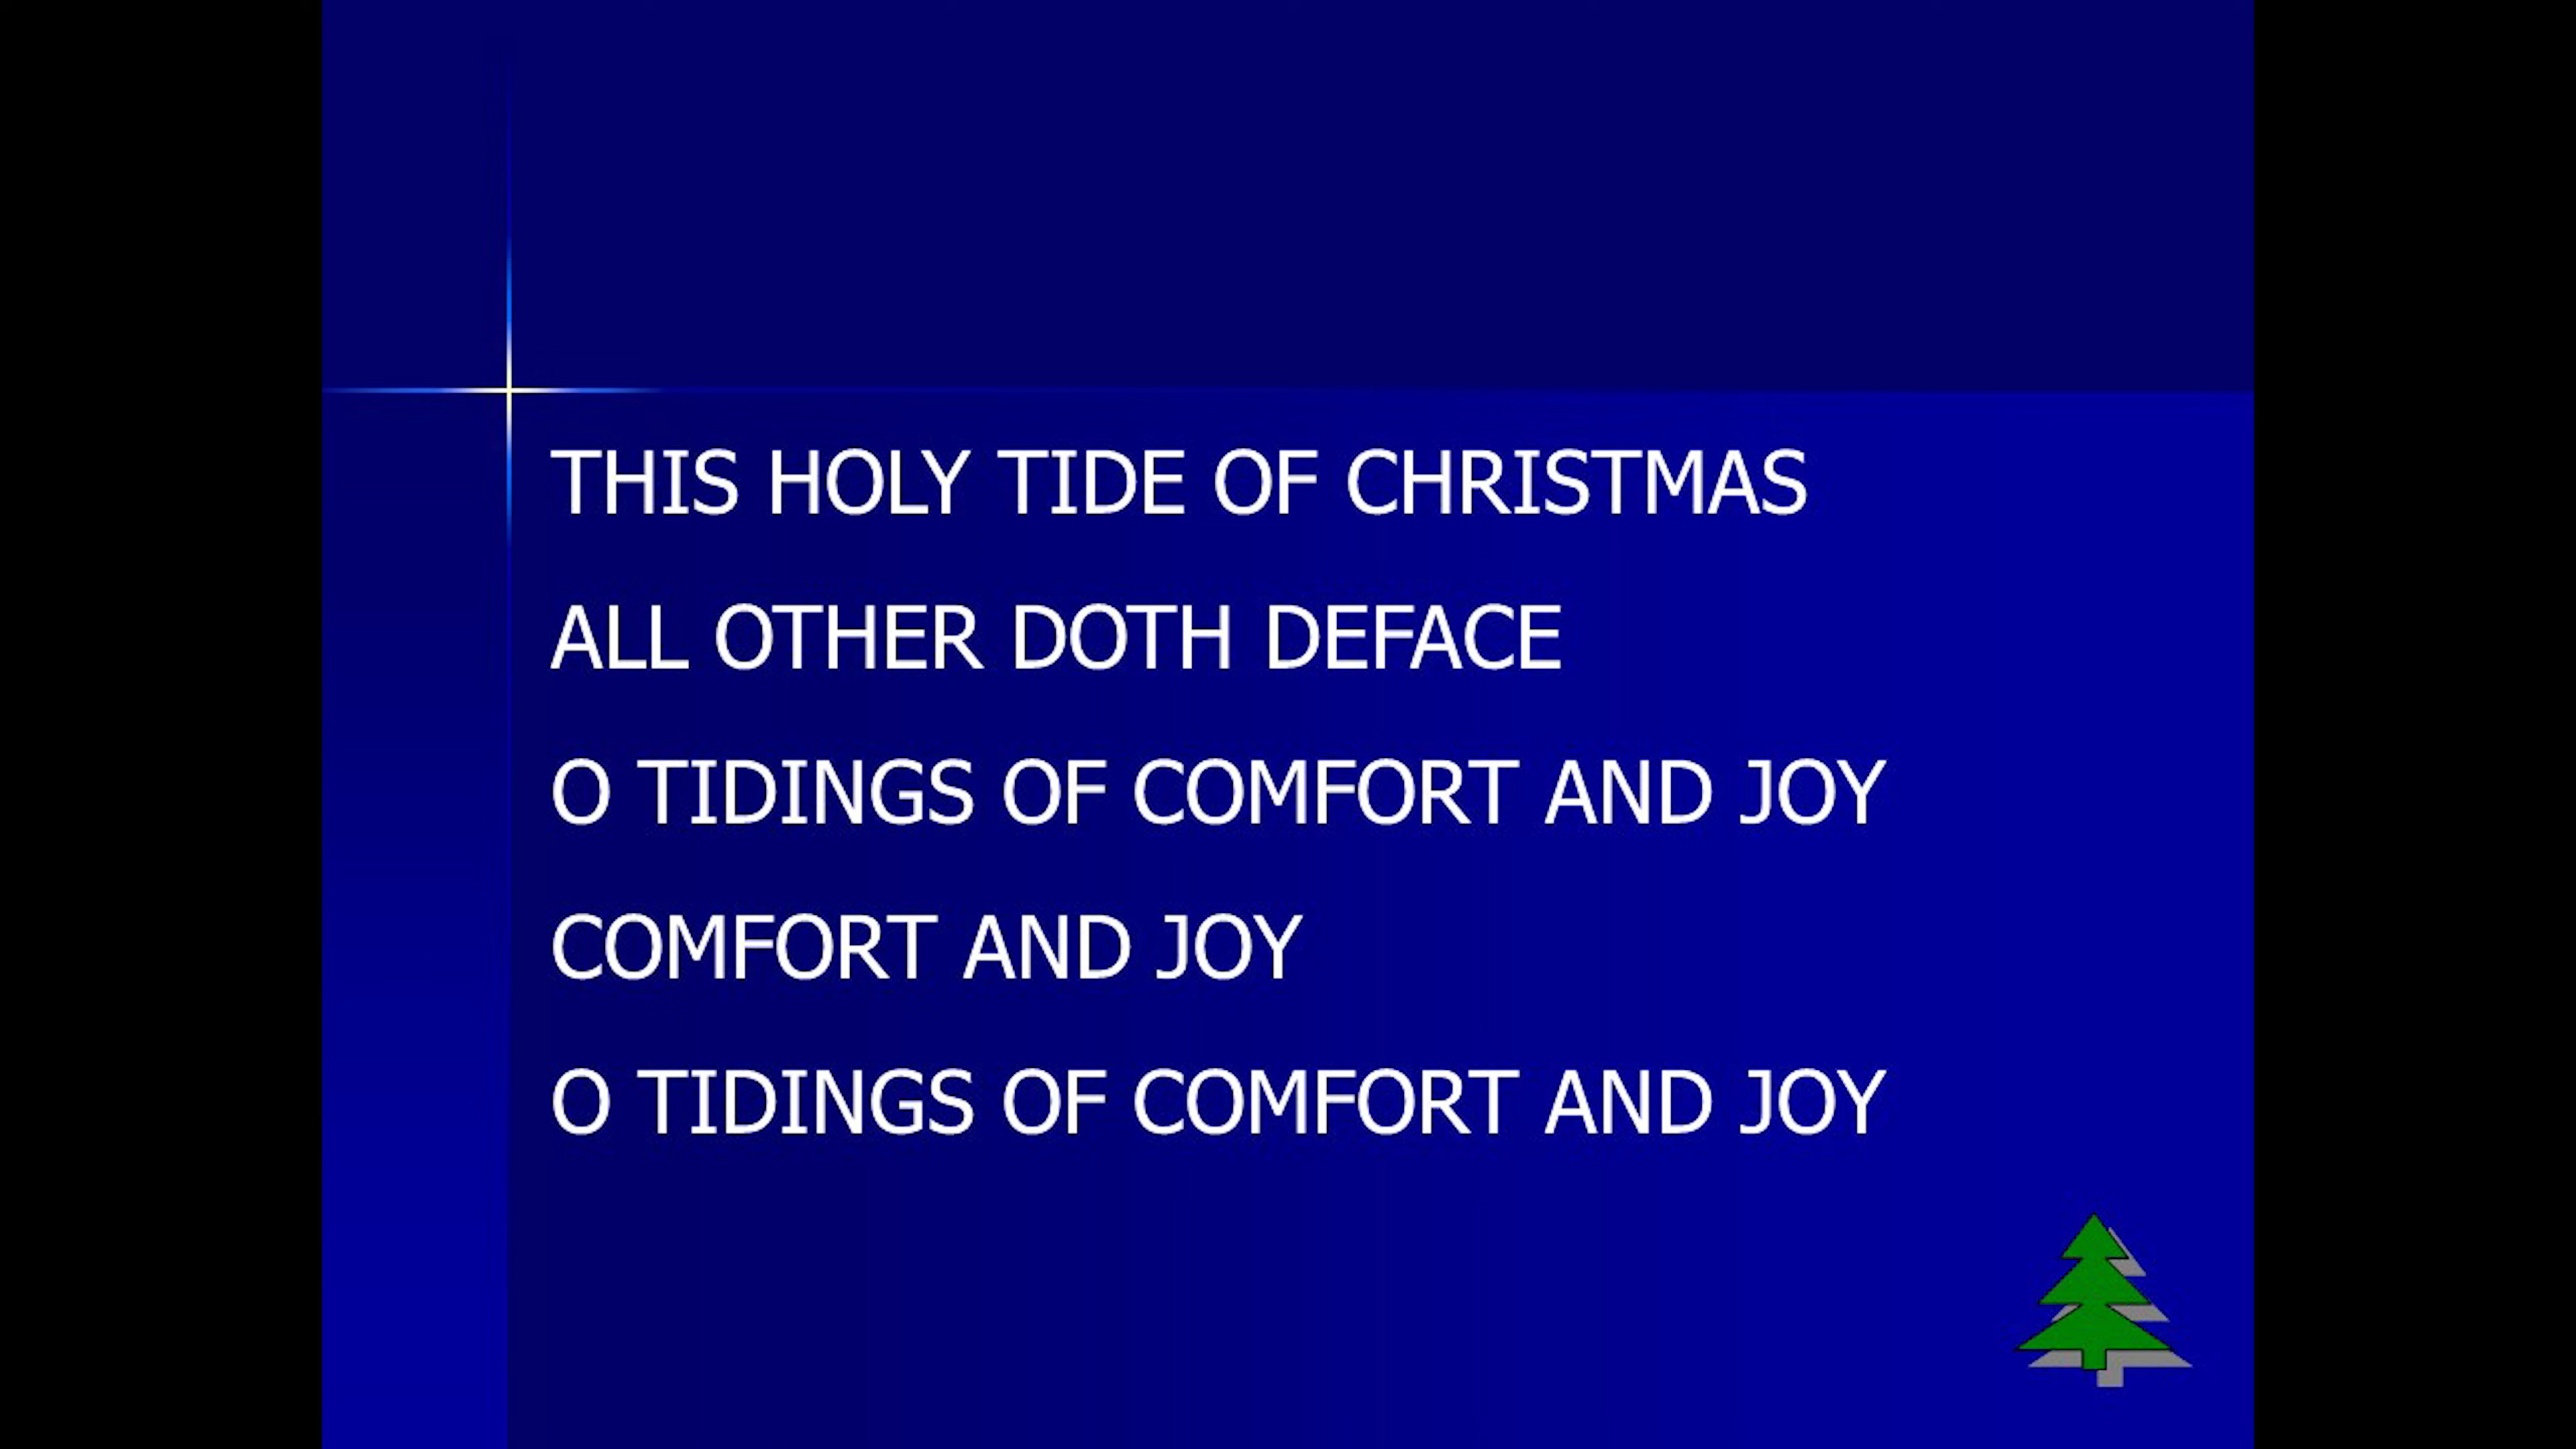 THIS HOLY TIDE OF CHRISTMAS
ALL OTHER DOTH DEFACE
O TIDINGS OF COMFORT AND JOY
COMFORT AND JOY
O TIDINGS OF COMFORT AND JOY